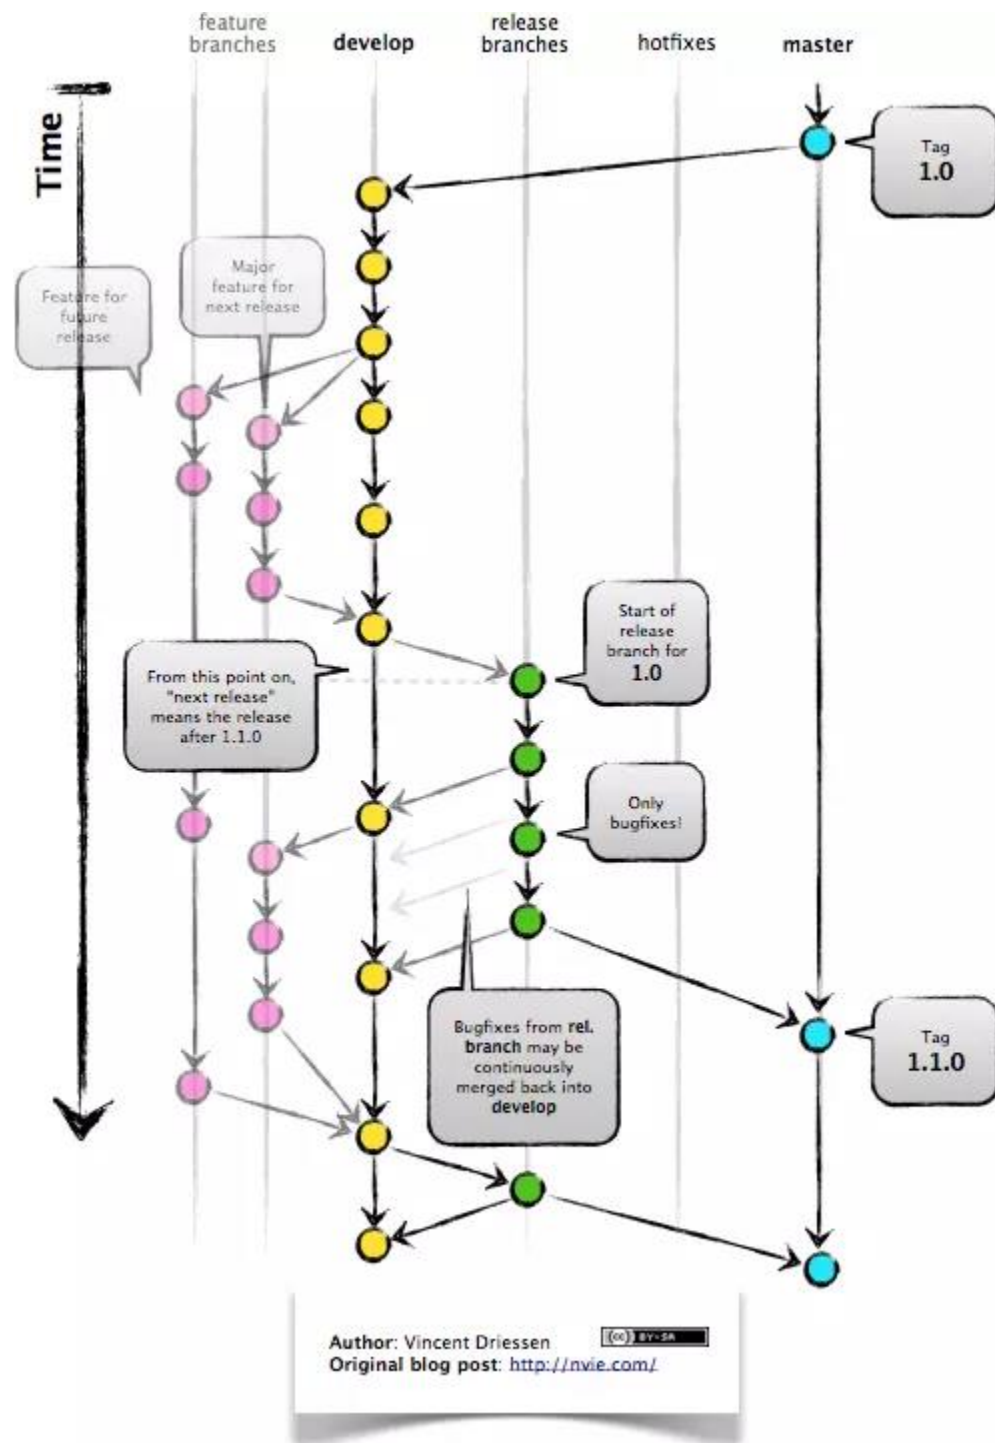 feature
branches
develop
release
branches
hotfixes
master
Time
Tag
1.0
Major
feature for
next release
Feature for
future
release
Start of
release
branch for
1.0
From this point on,
"next release"
means the release
after 1.1.0
Only
bugfixes!
Bugfixes from rel.
branch may be
continuously
merged back into
develop
Tag
1.1.0
Author: Vincent Driessen
(cc) BY-SA
Original blog post: http://nvie.com/